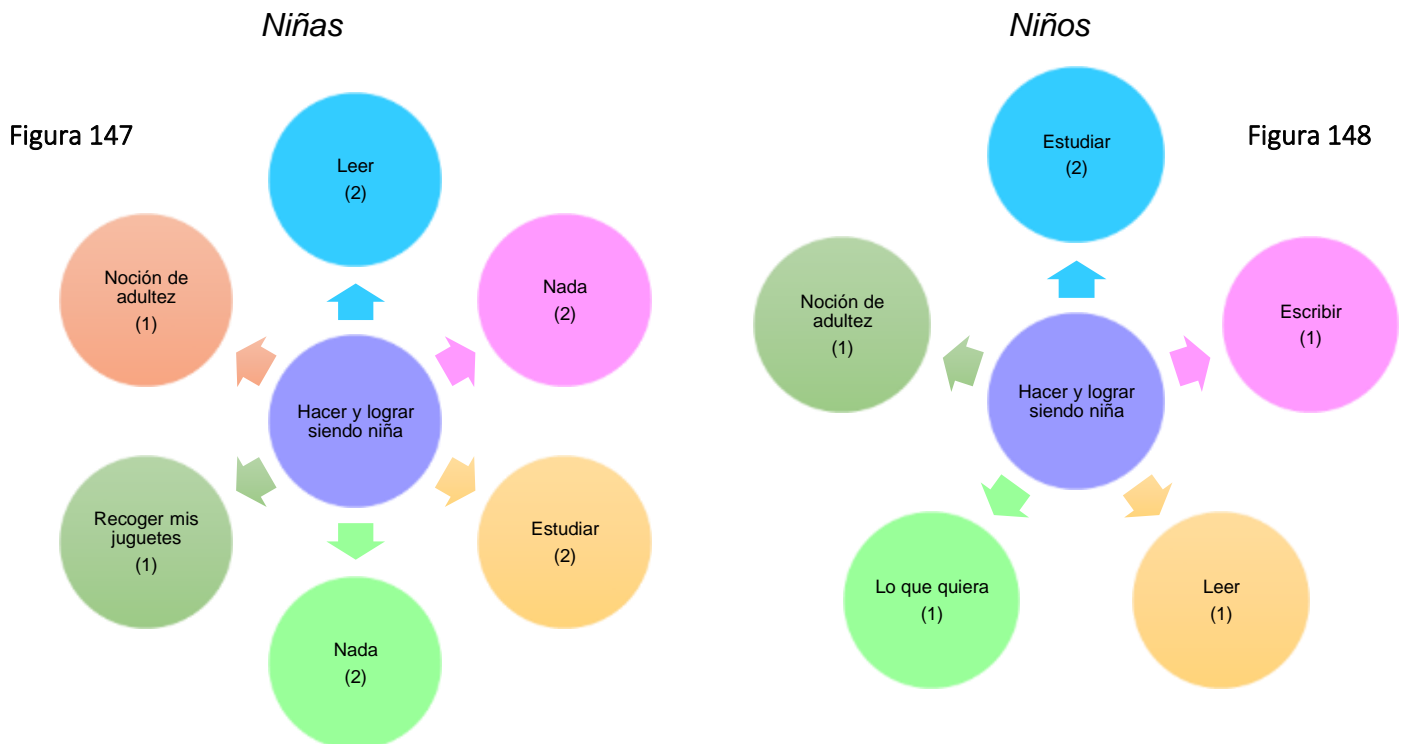 Niñas
Figura 147
Leer
(2)
Nada
(2)
Estudiar
(2)
Nada
(2)
Recoger mis
juguetes
(1)
Noción de
adultez
(1)
Hacer y lograr
siendo niña
Niños
Figura 148
Estudiar
(2)
Escribir
(1)
Leer
(1)
Lo que quiera
(1)
Noción de
adultez
(1)
Hacer y lograr
siendo niña